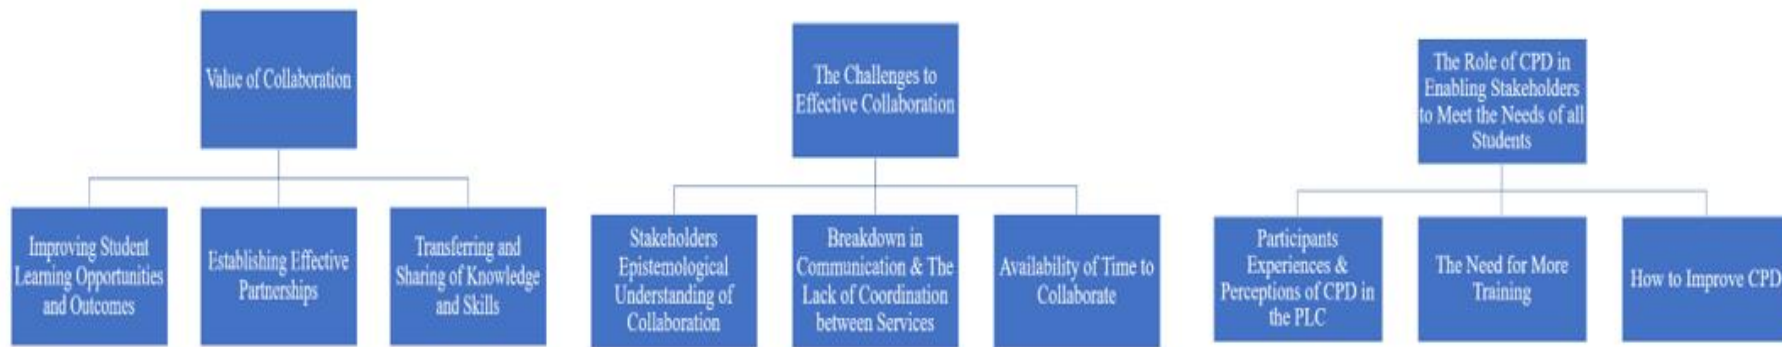 Value of Collaboration
Improving Student
Learning Opportunities
and Outcomes
Establishing Effective
Partnerships
Transferring and
Sharing of Knowledge
and Skills
The Challenges to
Effective Collaboration
Stakeholders
Epistemological
Understanding of
Collaboration
Breakdown in
Communication & The
Lack of Coordination
between Services
Availability of Time to
Collaborate
The Role of CPD in
Enabling Stakeholders
to Meet the Needs of all
Students
Participants
Experiences &
Perceptions of CPD in
the PLC
The Need for More
Training
How to Improve CPD